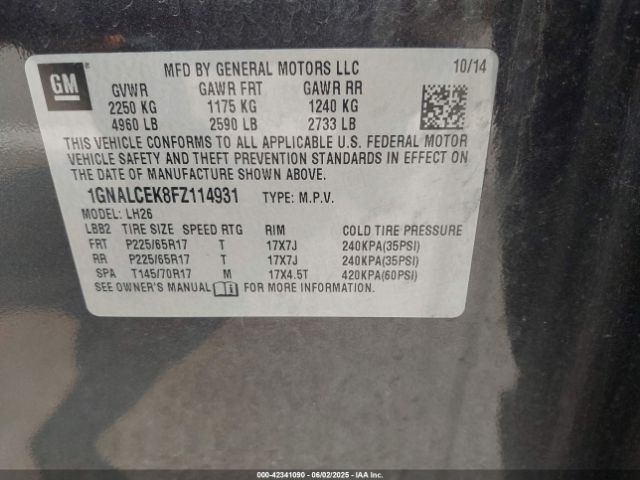 GM
MFD BY GENERAL MOTORS LLC 10/14
GVWR GAWR FRT GAWR RR
2250 KG 1175 KG 1240 KG
4960 LB 2590 LB 2733 LB
THIS VEHICLE CONFORMS TO ALL APPLICABLE U.S. FEDERAL MOTOR
VEHICLE SAFETY AND THEFT PREVENTION STANDARDS IN EFFECT ON
THE DATE OF MANUFACTURE SHOWN ABOVE.
1GNALCEK8FZ114931 TYPE: M.P.V.
MODEL: LH26
LBB2 TIRE SIZE SPEED RTG RIM COLD TIRE PRESSURE
FRT P225/65R17 T 17X7J 240KPA(35PSI)
RR P225/65R17 T 17X7J 240KPA(35PSI)
SPA T145/70R17 M 17X4.5T 420KPA(60PSI)
SEE OWNER'S MANUAL FOR MORE INFORMATION.
000-42341090 - 06/02/2025 - IAA Inc.